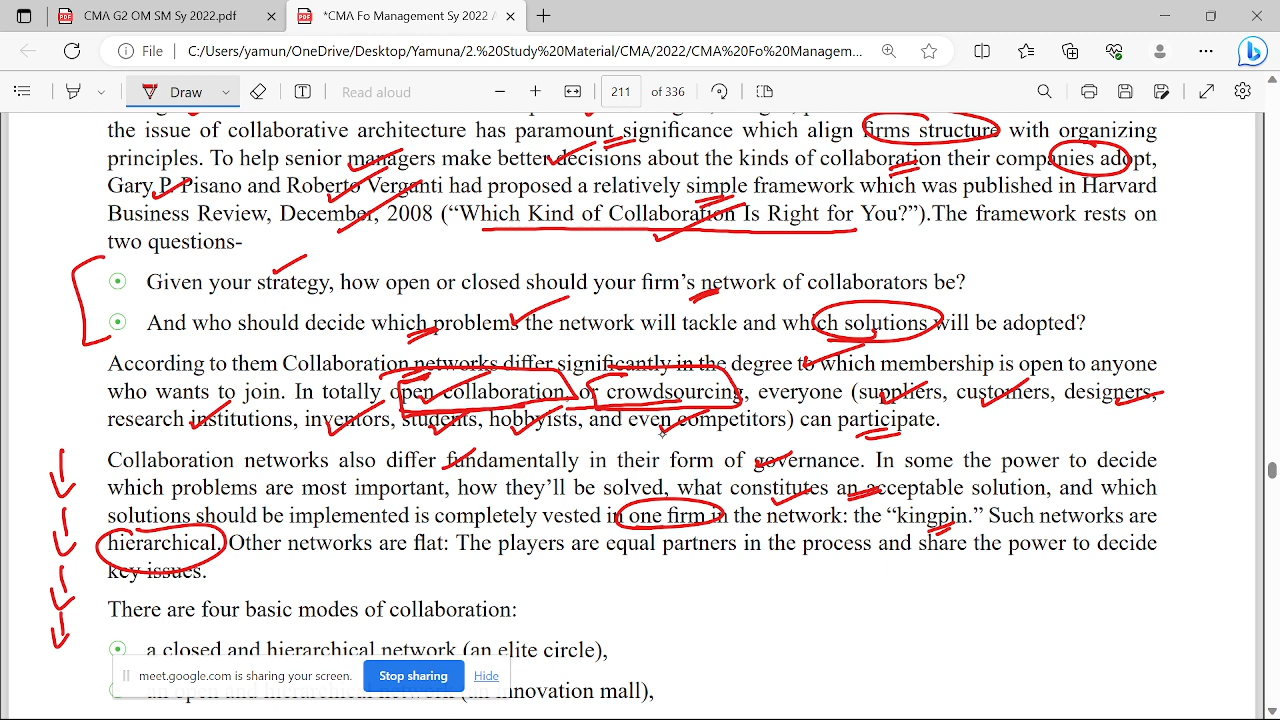 CMA G2 OM SM Sy 2022.pdf
*CMA Fo Management Sy 2022 /
File
C:/Users/yamun/OneDrive/Desktop/Yamuna/2.%20Study%20Material/CMA/2022/CMA%20Fo%20Managem...
Draw
Read aloud
211 of 336
the issue of collaborative architecture has paramount significance which align firms structure with organizing
principles. To help senior managers make better decisions about the kinds of collaboration their companies adopt,
Gary P. Pisano and Roberto Verganti had proposed a relatively simple framework which was published in Harvard
Business Review, December, 2008 (“Which Kind of Collaboration Is Right for You?”).The framework rests on
two questions-
Given your strategy, how open or closed should your firm’s network of collaborators be?
And who should decide which problems the network will tackle and which solutions will be adopted?
According to them Collaboration networks differ significantly in the degree to which membership is open to anyone
who wants to join. In totally open collaboration, or crowdsourcing, everyone (suppliers, customers, designers,
research institutions, inventors, students, hobbyists, and even competitors) can participate.
Collaboration networks also differ fundamentally in their form of governance. In some the power to decide
which problems are most important, how they’ll be solved, what constitutes an acceptable solution, and which
solutions should be implemented is completely vested in one firm in the network: the “kingpin.” Such networks are
hierarchical. Other networks are flat: The players are equal partners in the process and share the power to decide
key issues.
There are four basic modes of collaboration:
a closed and hierarchical network (an elite circle),
meet.google.com is sharing your screen.
Stop sharing
Hide
innovation mall),